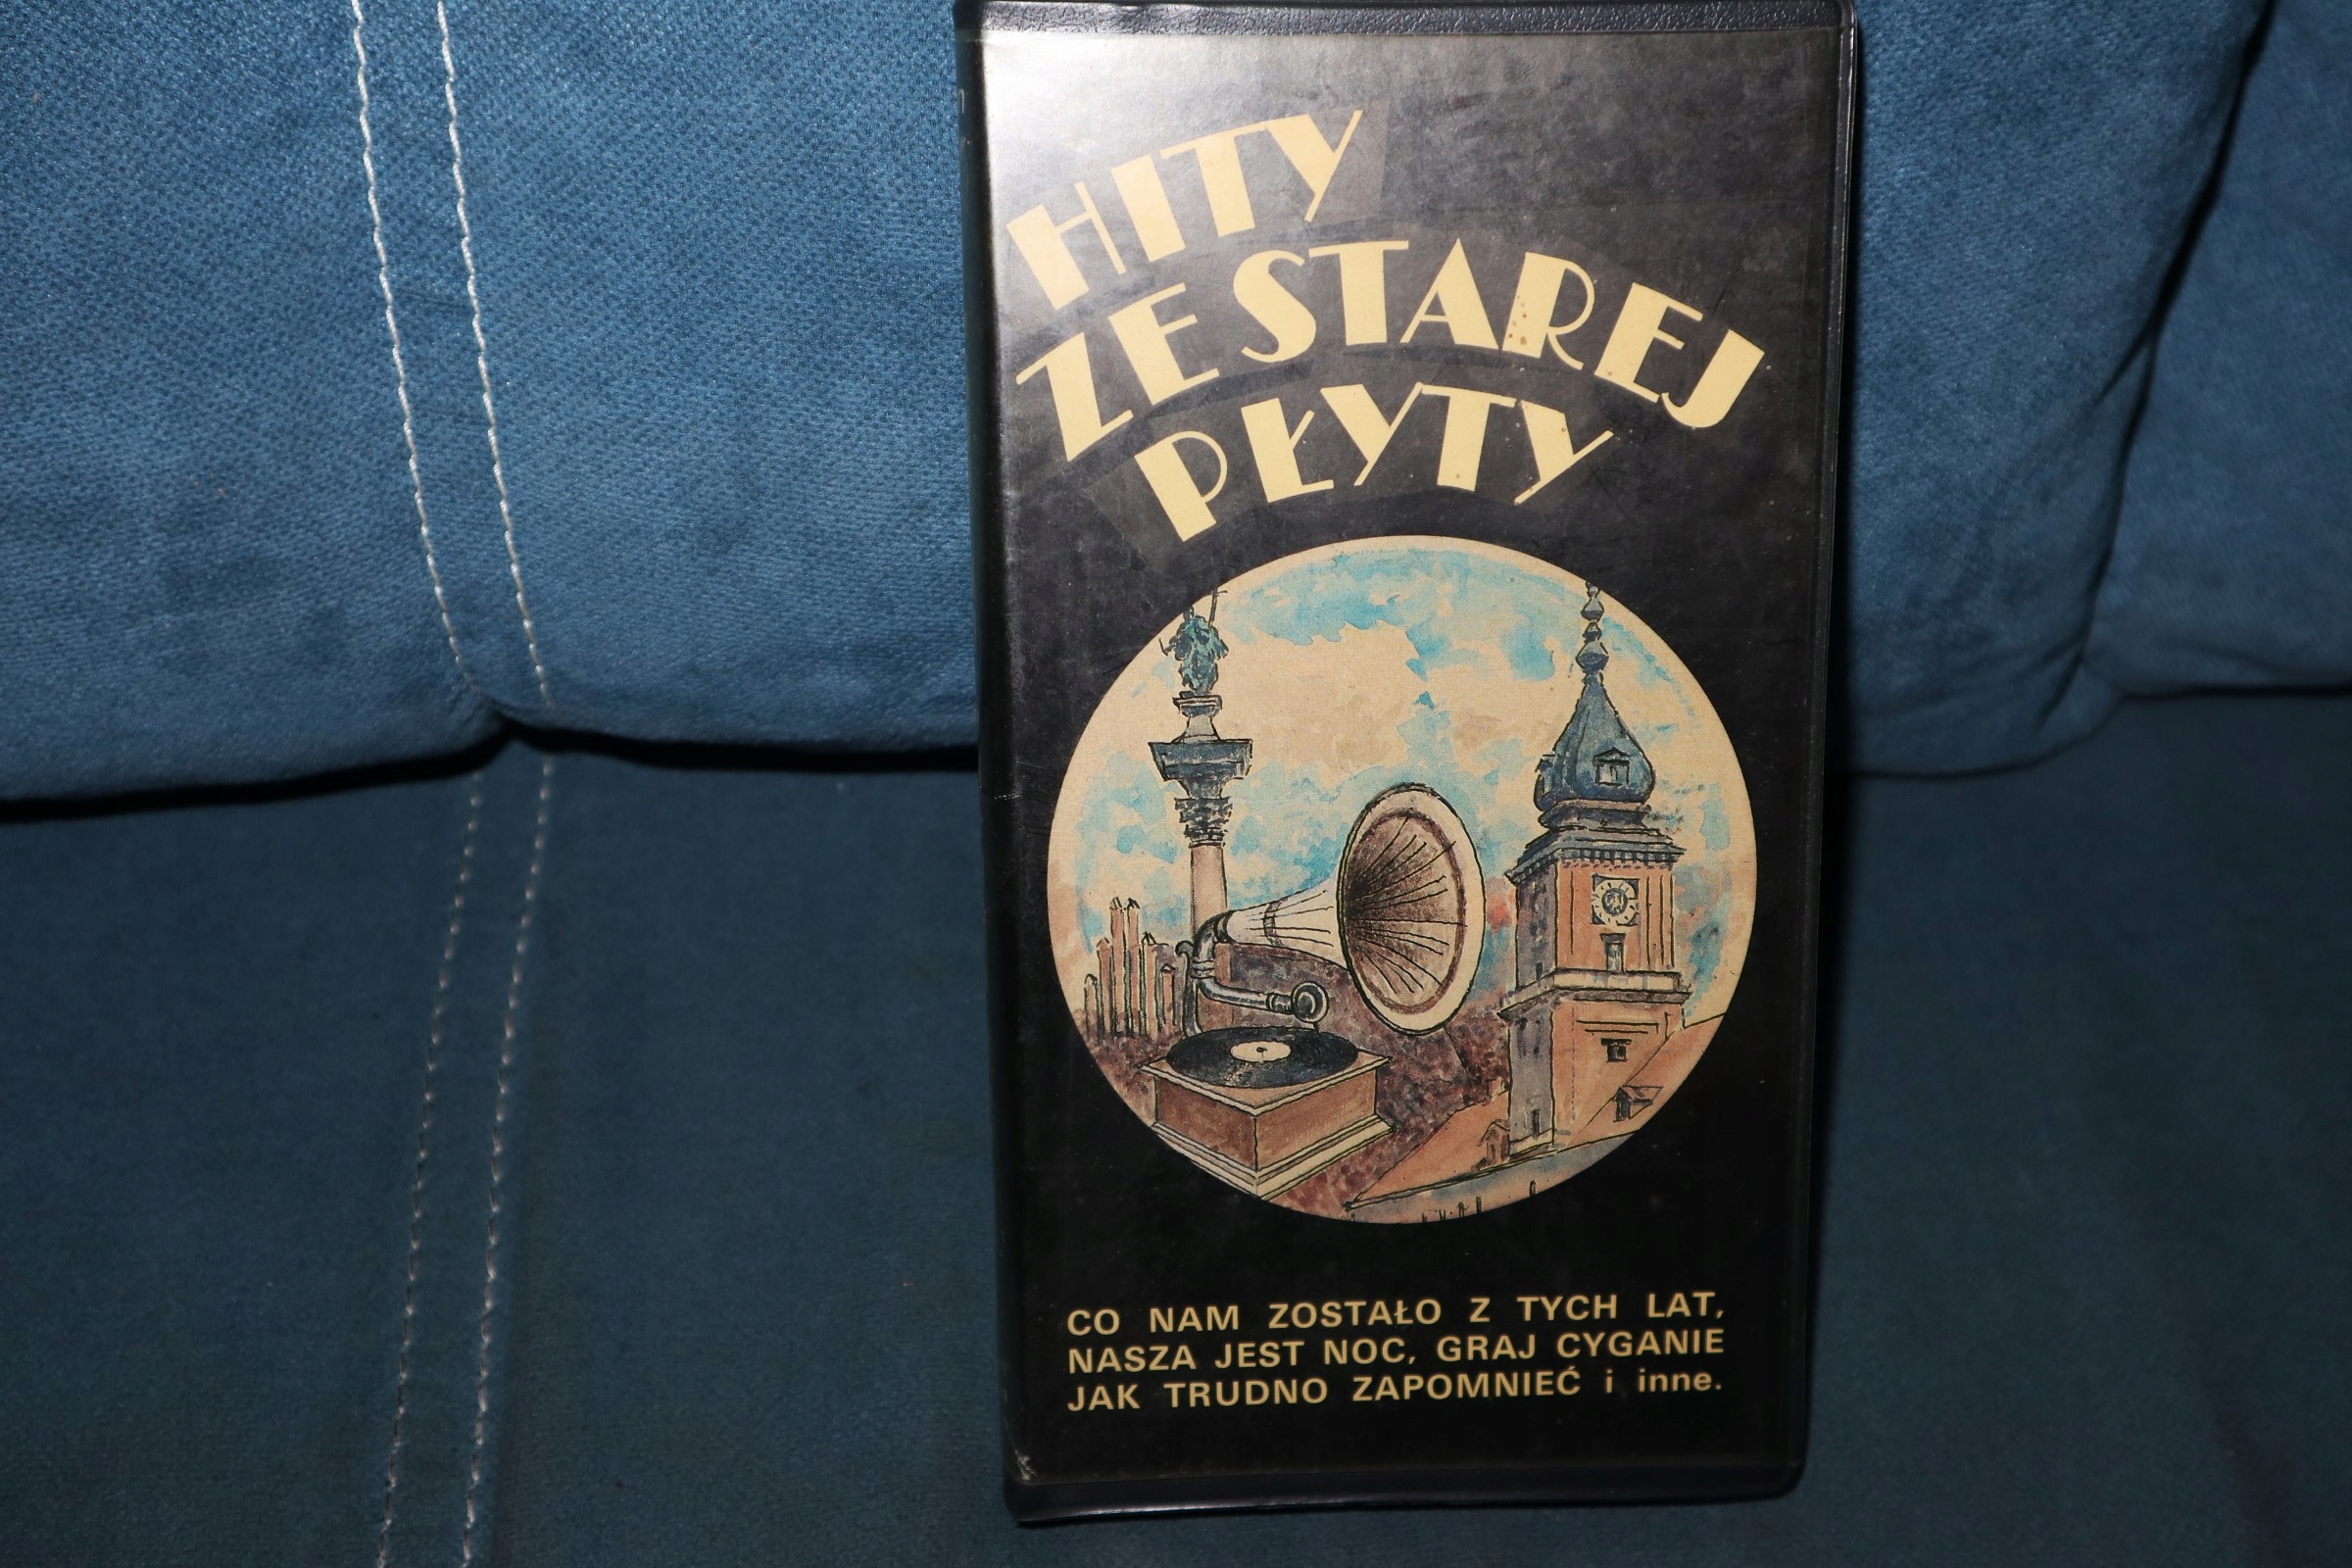 HITY
ZE STAREJ
PŁYTY
CO NAM ZOSTAŁO Z TYCH LAT,
NASZA JEST NOC, GRAJ CYGANIE
JAK TRUDNO ZAPOMNIEĆ i inne.